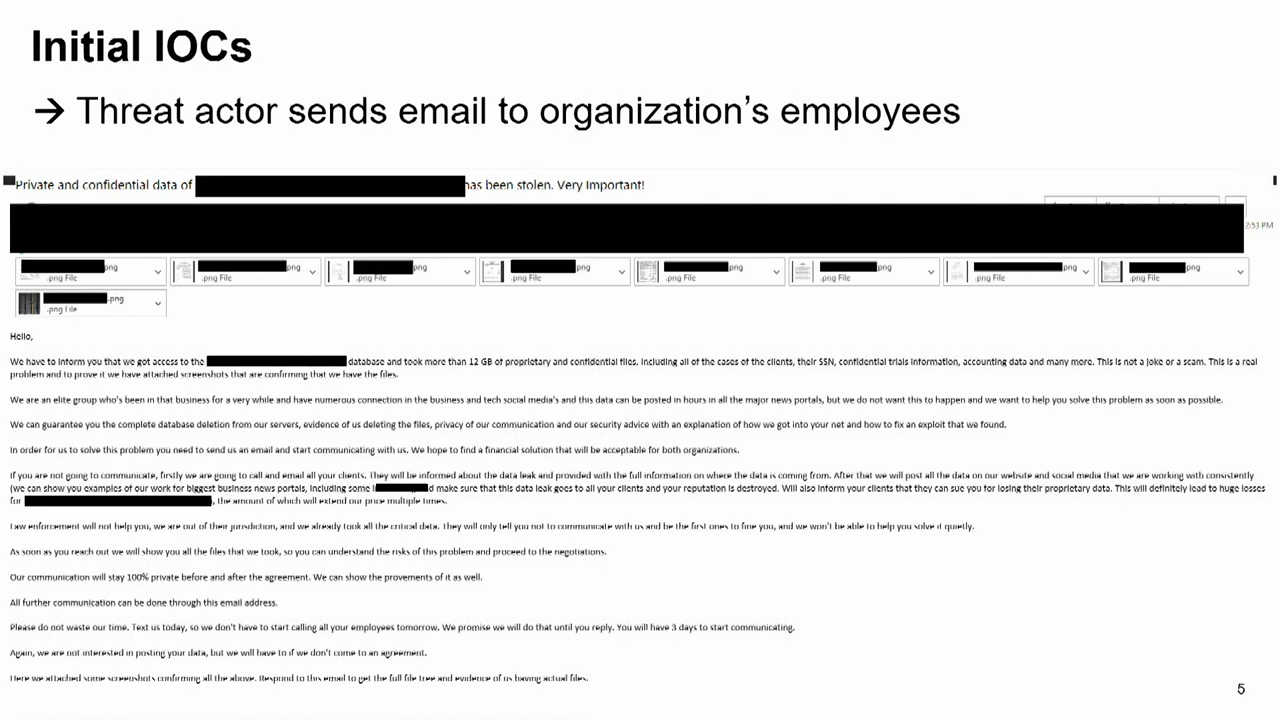 Initial IOCs
→ Threat actor sends email to organization's employees
Private and confidential data of has been stolen. Very Important!
2:53 PM
.png .png .png .png .png .png .png .png
.png File .png File .png File .png File .png File .png File .png File .png File
.png
.png File
Hello,
We have to inform you that we got access to the database and took more than 12 GB of proprietary and confidential files. Including all of the cases of the clients, their SSN, confidential trials information, accounting data and many more. This is not a joke or a scam. This is a real
problem and to prove it we have attached screenshots that are confirming that we have the files.
We are an elite group who's been in that business for a very while and have numerous connection in the business and tech social media's and this data can be posted in hours in all the major news portals, but we do not want this to happen and we want to help you solve this problem as soon as possible.
We can guarantee you the complete database deletion from our servers, evidence of us deleting the files, privacy of our communication and our security advice with an explanation of how we got into your net and how to fix an exploit that we found.
In order for us to solve this problem you need to send us an email and start communicating with us. We hope to find a financial solution that will be acceptable for both organizations.
If you are not going to communicate, firstly we are going to call and email all your clients. They will be informed about the data leak and provided with the full information on where the data is coming from. After that we will post all the data on our website and social media that we are working with consistently
(we can show you examples of our work for biggest business news portals, including some make sure that this data leak goes to all your clients and your reputation is destroyed. Will also inform your clients that they can sue you for losing their proprietary data. This will definitely lead to huge losses
for , the amount of which will extend our price multiple times.
Law enforcement will not help you, we are out of their jurisdiction, and we already took all the critical data. They will only tell you not to communicate with us and be the first ones to fine you, and we won't be able to help you solve it quietly.
As soon as you reach out we will show you all the files that we took, so you can understand the risks of this problem and proceed to the negotiations.
Our communication will stay 100% private before and after the agreement. We can show the provements of it as well.
All further communication can be done through this email address.
Please do not waste our time. Text us today, so we don't have to start calling all your employees tomorrow. We promise we will do that until you reply. You will have 3 days to start communicating.
Again, we are not interested in posting your data, but we will have to if we don't come to an agreement.
Here we attached some screenshots confirming all the above. Respond to this email to get the full file tree and evidence of us having actual files.
5